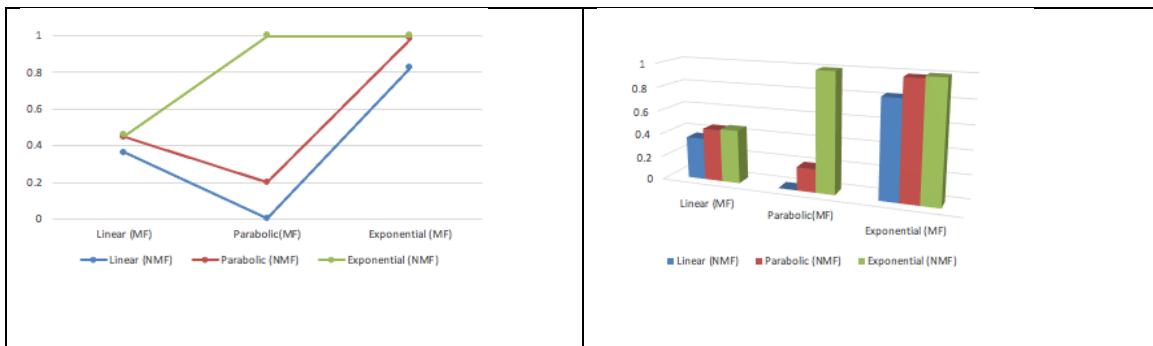 1
0.8
0.6
0.4
0.2
0
Linear (MF) Parabolic(MF) Exponential (MF)
Linear (NMF) Parabolic (NMF) Exponential (NMF)
1
0.8
0.6
0.4
0.2
0
Linear (MF)
Parabolic(MF)
Exponential (MF)
Linear (NMF) Parabolic (NMF) Exponential (NMF)